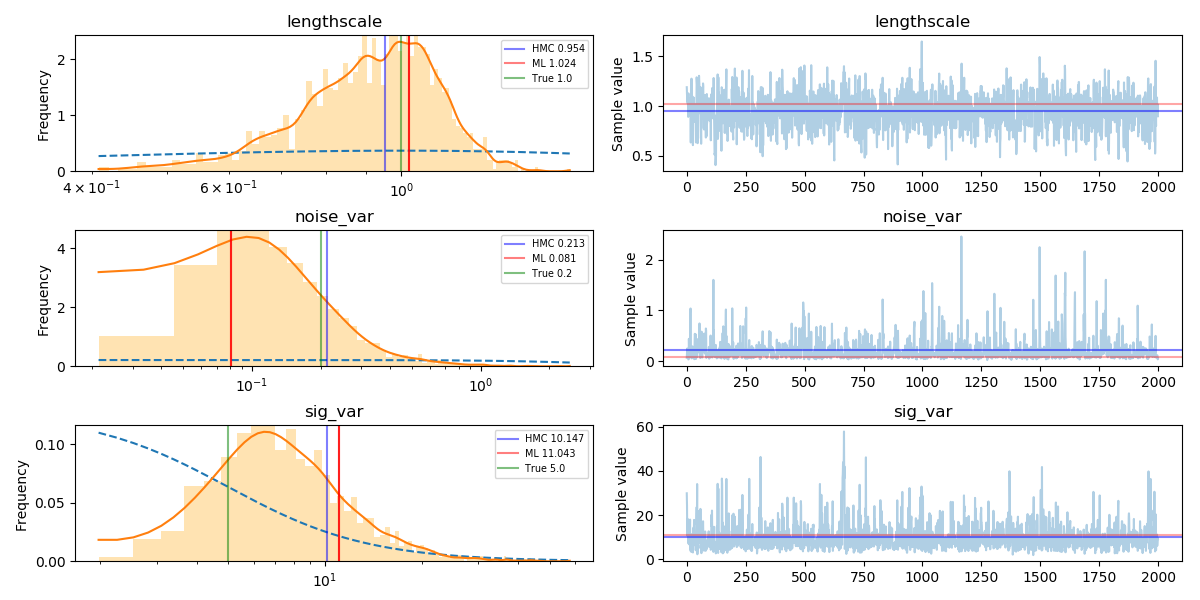 lengthscale
Frequency
2
1
0
4 × 10⁻¹
6 × 10⁻¹
10⁰
HMC 0.954
ML 1.024
True 1.0
lengthscale
Sample value
1.5
1.0
0.5
0 250 500 750 1000 1250 1500 1750 2000
noise_var
Frequency
4
2
0
10⁻¹
10⁰
HMC 0.213
ML 0.081
True 0.2
noise_var
Sample value
2
1
0
0 250 500 750 1000 1250 1500 1750 2000
sig_var
Frequency
0.10
0.05
0.00
10¹
HMC 10.147
ML 11.043
True 5.0
sig_var
Sample value
60
40
20
0
0 250 500 750 1000 1250 1500 1750 2000